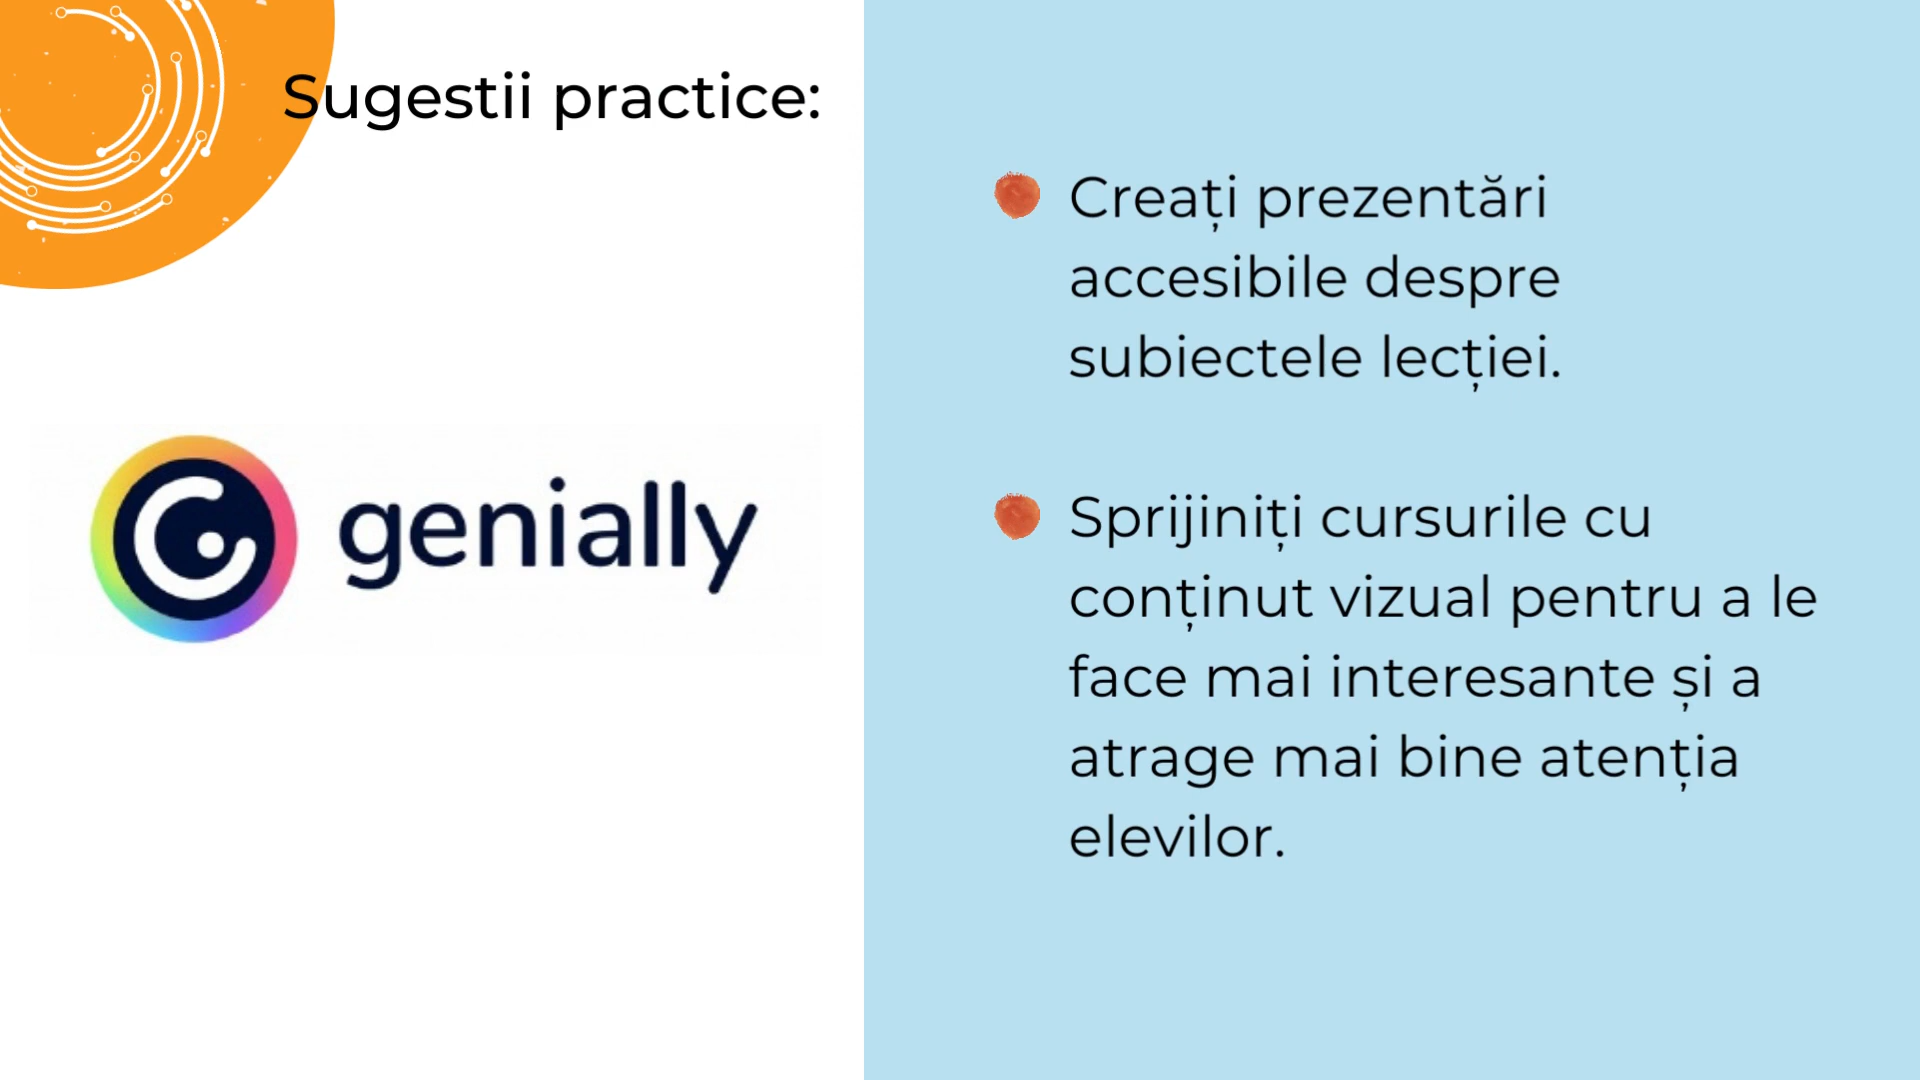 Sugestii practice:
genially
Creați prezentări
accesibile despre
subiectele lecției.
Sprijiniți cursurile cu
conținut vizual pentru a le
face mai interesante și a
atrage mai bine atenția
elevilor.